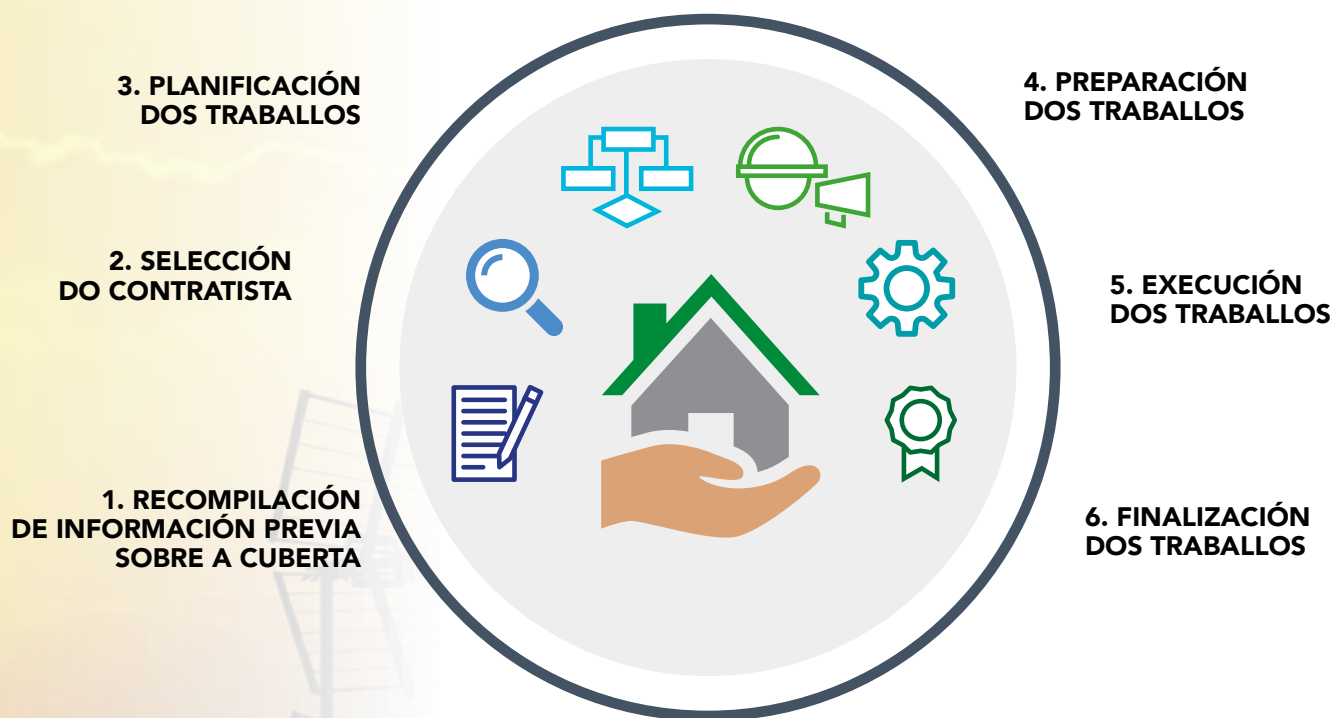 3. PLANIFICACIÓN
DOS TRABALLOS
4. PREPARACIÓN
DOS TRABALLOS
2. SELECCIÓN
DO CONTRATISTA
5. EXECUCIÓN
DOS TRABALLOS
1. RECOMPILACIÓN
DE INFORMACIÓN PREVIA
SOBRE A CUBERTA
6. FINALIZACIÓN
DOS TRABALLOS